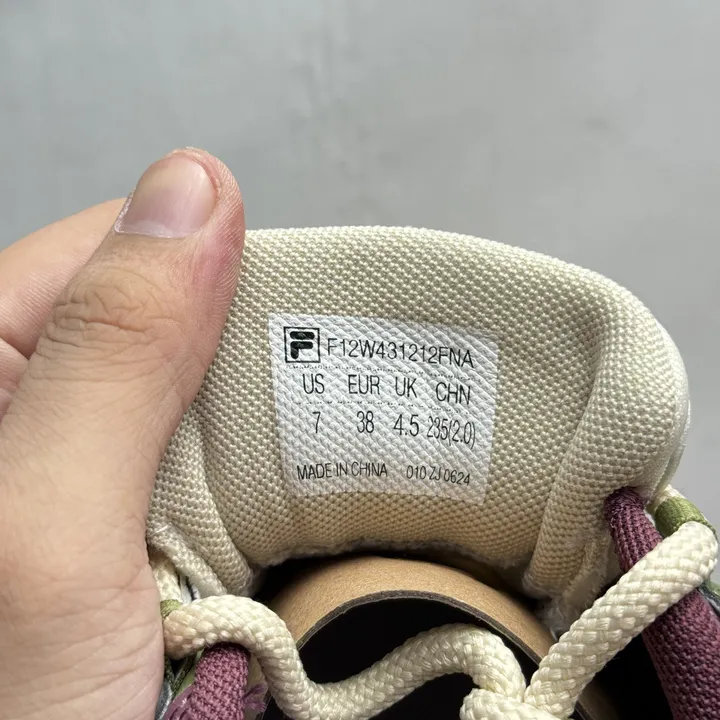 F12W431212FNA
US EUR UK CHN
7 38 4.5 235(2.0)
MADE IN CHINA 010 ZJ 0624